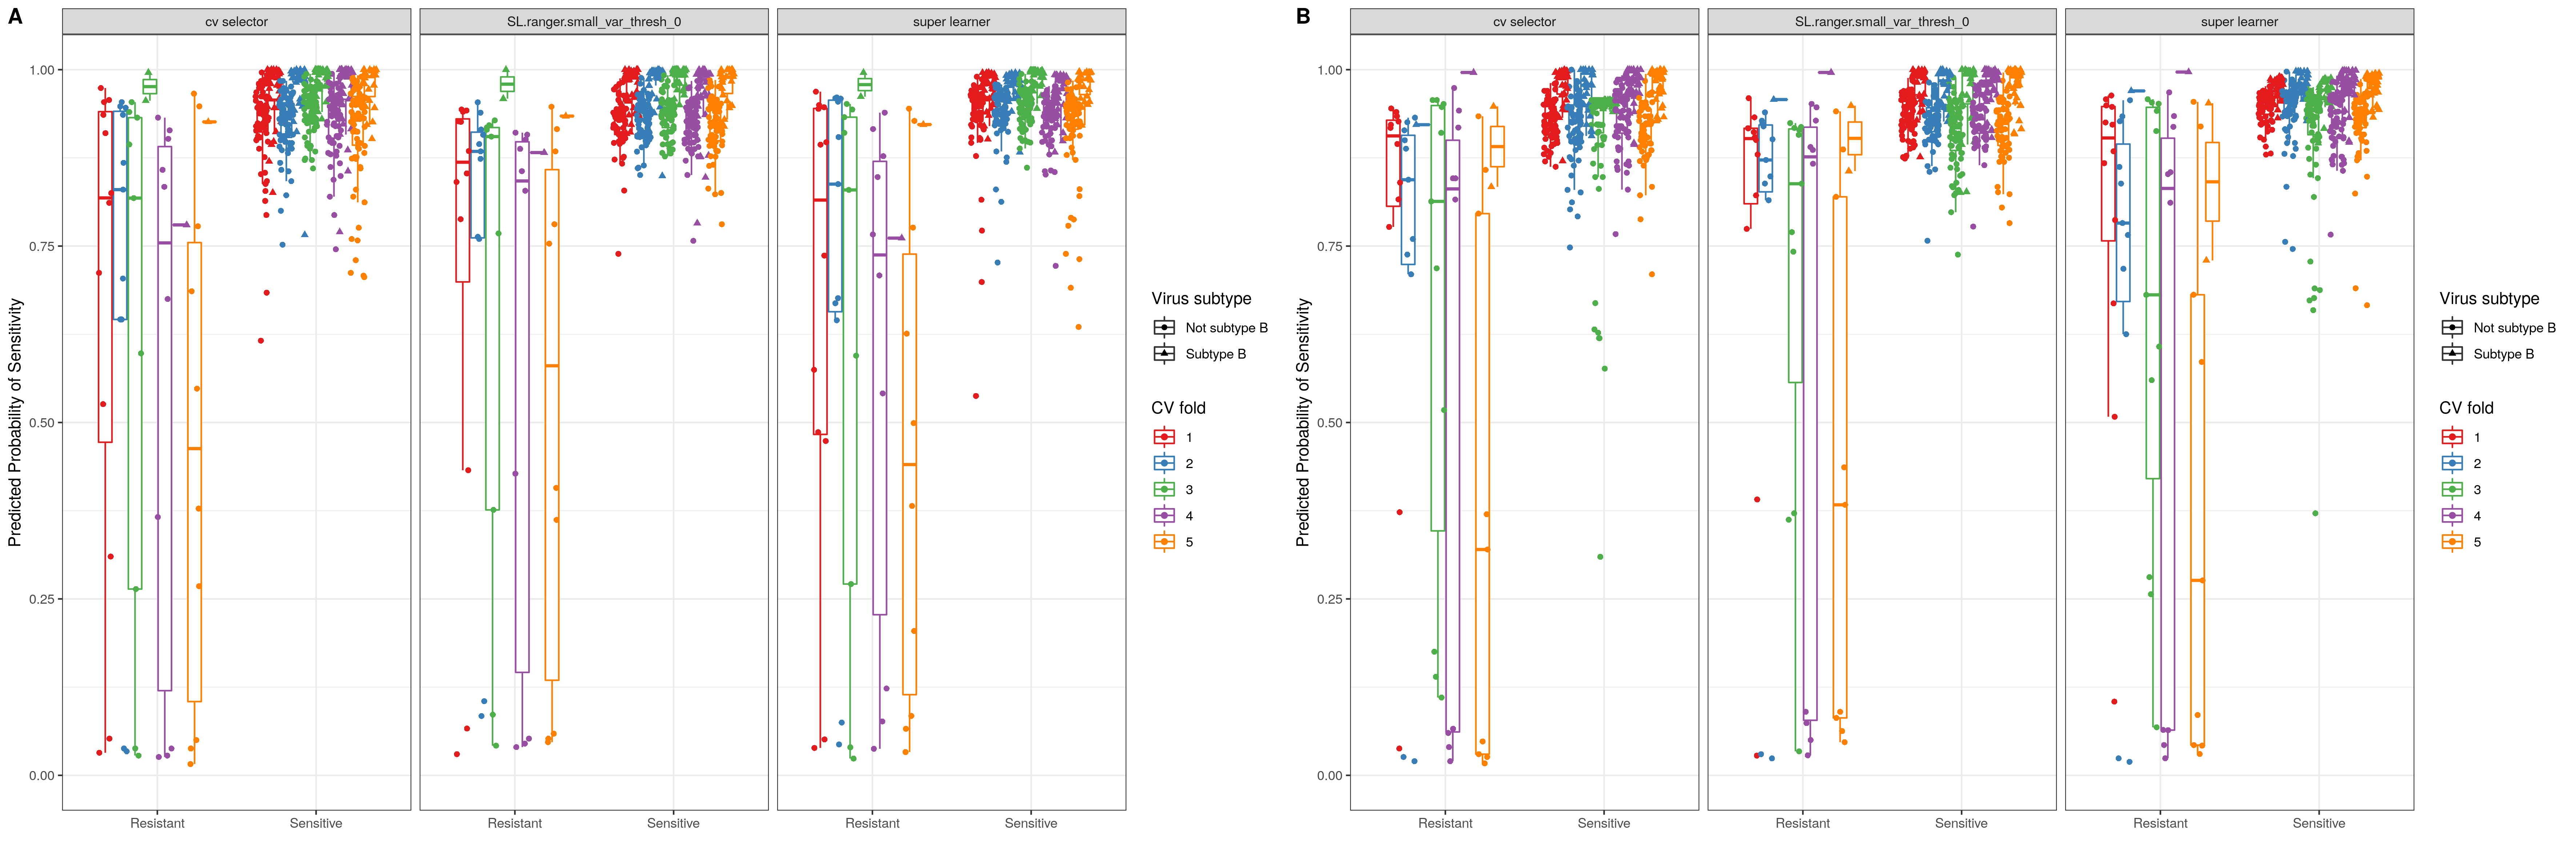 A
cv selector
SL.ranger.small_var_thresh_0
super learner
Predicted Probability of Sensitivity
1.00
0.75
0.50
0.25
0.00
Resistant
Sensitive
Resistant
Sensitive
Resistant
Sensitive
Virus subtype
Not subtype B
Subtype B
CV fold
1
2
3
4
5
B
cv selector
SL.ranger.small_var_thresh_0
super learner
Predicted Probability of Sensitivity
1.00
0.75
0.50
0.25
0.00
Resistant
Sensitive
Resistant
Sensitive
Resistant
Sensitive
Virus subtype
Not subtype B
Subtype B
CV fold
1
2
3
4
5